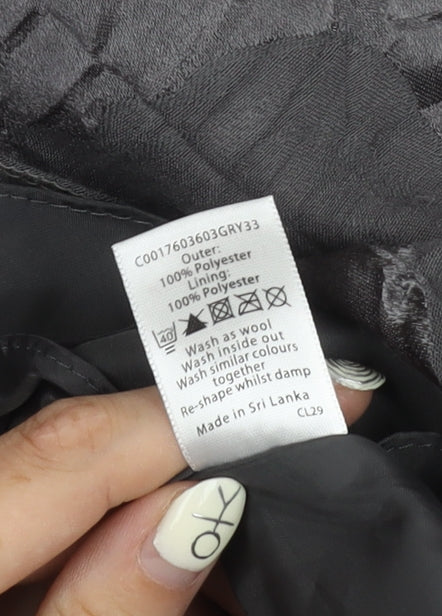 C0017603603GRY33
Outer:
100% Polyester
Lining:
100% Polyester
40
Wash as wool
Wash inside out
Wash similar colours
together
Re-shape whilst damp
Made in Sri Lanka
CL29